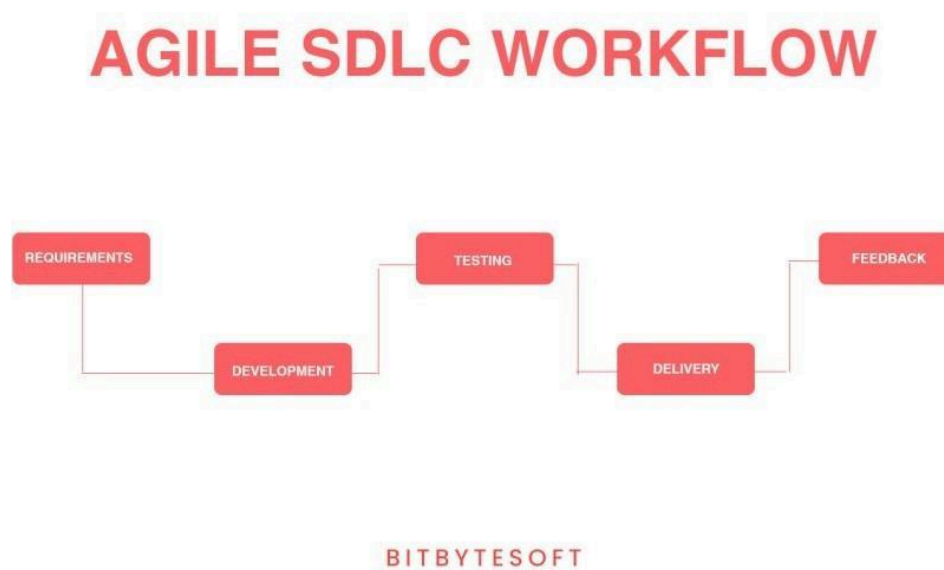 AGILE SDLC WORKFLOW
REQUIREMENTS
DEVELOPMENT
TESTING
DELIVERY
FEEDBACK
BITBYTESOFT